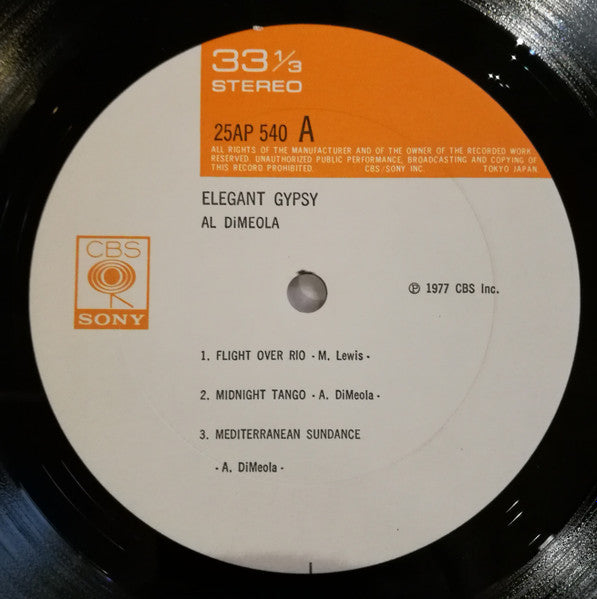 33 1/3
STEREO
25AP 540 A
ALL RIGHTS OF THE MANUFACTURER AND OF THE OWNER OF THE RECORDED WORK
RESERVED. UNAUTHORIZED PUBLIC PERFORMANCE, BROADCASTING AND COPYING OF
THIS RECORD PROHIBITED. CBS/SONY INC. TOKYO JAPAN
ELEGANT GYPSY
AL DiMEOLA
CBS
SONY
℗ 1977 CBS Inc.
1. FLIGHT OVER RIO - M. Lewis -
2. MIDNIGHT TANGO - A. DiMeola -
3. MEDITERRANEAN SUNDANCE
- A. DiMeola -